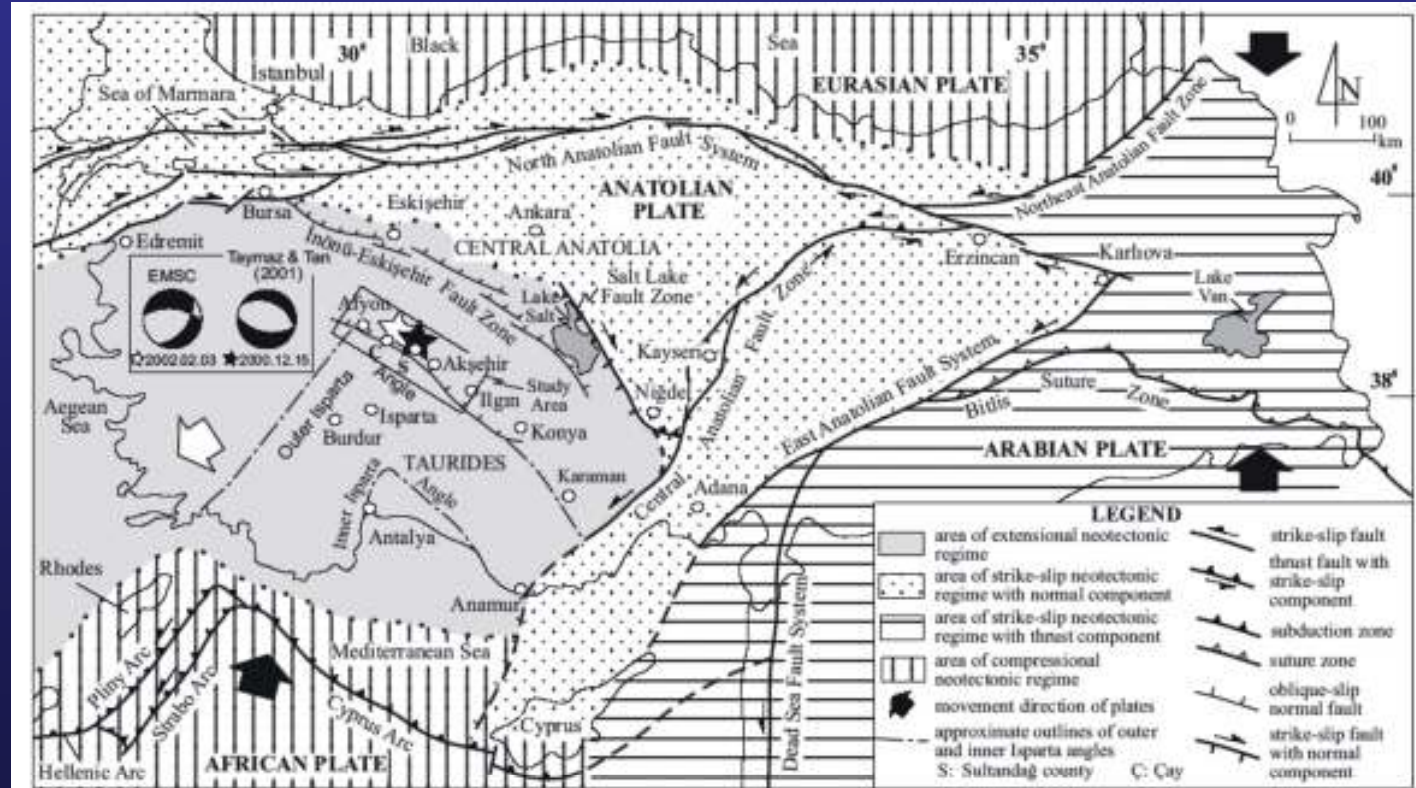 30°
Black
Sea
35°
İstanbul
Sea of Marmara
EURASIAN PLATE
N
0 100
km
North Anatolian Fault System
Northeast Anatolian Fault Zone
40°
ANATOLIAN
PLATE
Bursa
Eskişehir
Ankara
Edremit
CENTRAL ANATOLIA
İnönü-Eskişehir Fault Zone
Erzincan
Karlıova
EMSC
Taymaz & Tan
(2001)
2002.02.03
2000.12.15
Afyon
Salt Lake
Fault Zone
Lake
Salt
Lake
Van
Kayseri
Ç
S
Akşehir
Study
Area
Ilgın
Niğde
Konya
Central Anatolian Fault Zone
East Anatolian Fault System
Bitlis Suture Zone
38°
Aegean
Sea
Outer Isparta Angle
Isparta
Burdur
TAURIDES
Karaman
Adana
ARABIAN PLATE
Inner Isparta Angle
Antalya
Anamur
Rhodes
Mediterranean Sea
Pliny Arc
Strabo Arc
Cyprus Arc
Cyprus
Hellenic Arc
AFRICAN PLATE
Dead Sea Fault System
LEGEND
area of extensional neotectonic
regime
area of strike-slip neotectonic
regime with normal component
area of strike-slip neotectonic
regime with thrust component
area of compressional
neotectonic regime
movement direction of plates
approximate outlines of outer
and inner Isparta angles
S: Sultandağ county Ç: Çay
strike-slip fault
thrust fault with
strike-slip
component
subduction zone
suture zone
oblique-slip
normal fault
strike-slip fault
with normal
component